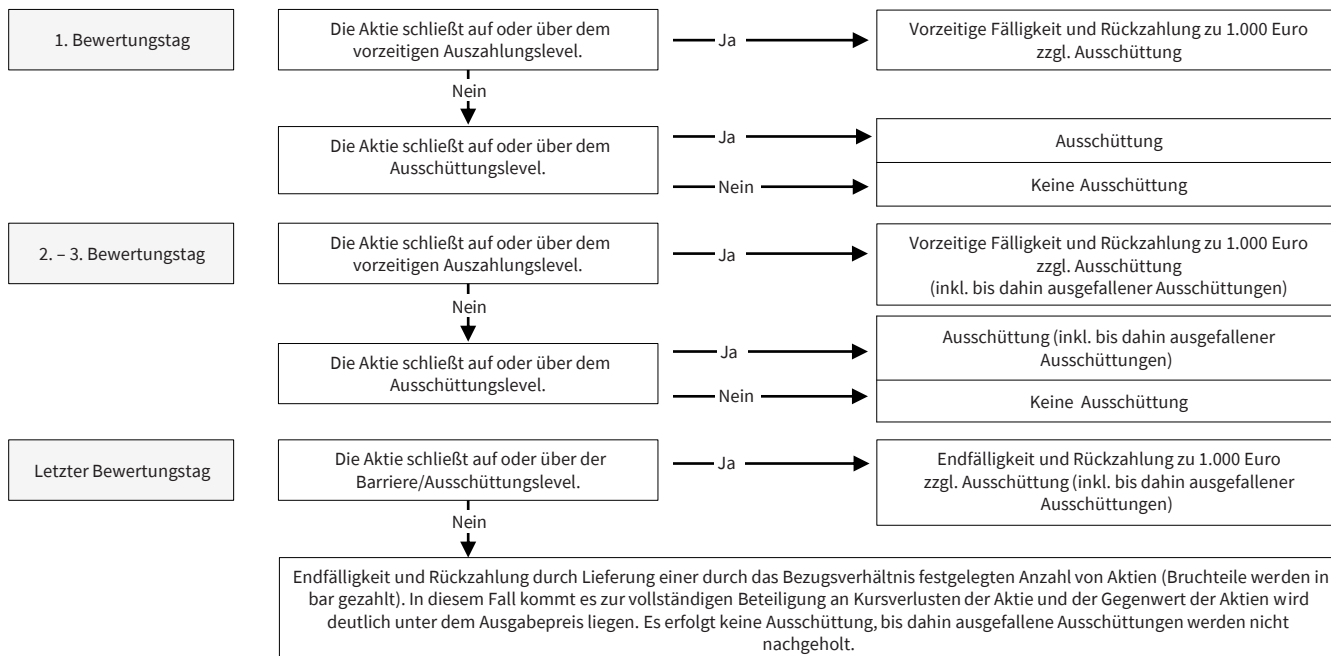 1. Bewertungstag
Die Aktie schließt auf oder über dem
vorzeitigen Auszahlungslevel.
Ja
Vorzeitige Fälligkeit und Rückzahlung zu 1.000 Euro
zzgl. Ausschüttung
Nein
Die Aktie schließt auf oder über dem
Ausschüttungslevel.
Ja
Ausschüttung
Nein
Keine Ausschüttung
2. – 3. Bewertungstag
Die Aktie schließt auf oder über dem
vorzeitigen Auszahlungslevel.
Ja
Vorzeitige Fälligkeit und Rückzahlung zu 1.000 Euro
zzgl. Ausschüttung
(inkl. bis dahin ausgefallener Ausschüttungen)
Nein
Die Aktie schließt auf oder über dem
Ausschüttungslevel.
Ja
Ausschüttung (inkl. bis dahin ausgefallener
Ausschüttungen)
Nein
Keine Ausschüttung
Letzter Bewertungstag
Die Aktie schließt auf oder über der
Barriere/Ausschüttungslevel.
Ja
Endfälligkeit und Rückzahlung zu 1.000 Euro
zzgl. Ausschüttung (inkl. bis dahin ausgefallener
Ausschüttungen)
Nein
Endfälligkeit und Rückzahlung durch Lieferung einer durch das Bezugsverhältnis festgelegten Anzahl von Aktien (Bruchteile werden in
bar gezahlt). In diesem Fall kommt es zur vollständigen Beteiligung an Kursverlusten der Aktie und der Gegenwert der Aktien wird
deutlich unter dem Ausgabepreis liegen. Es erfolgt keine Ausschüttung, bis dahin ausgefallene Ausschüttungen werden nicht
nachgeholt.